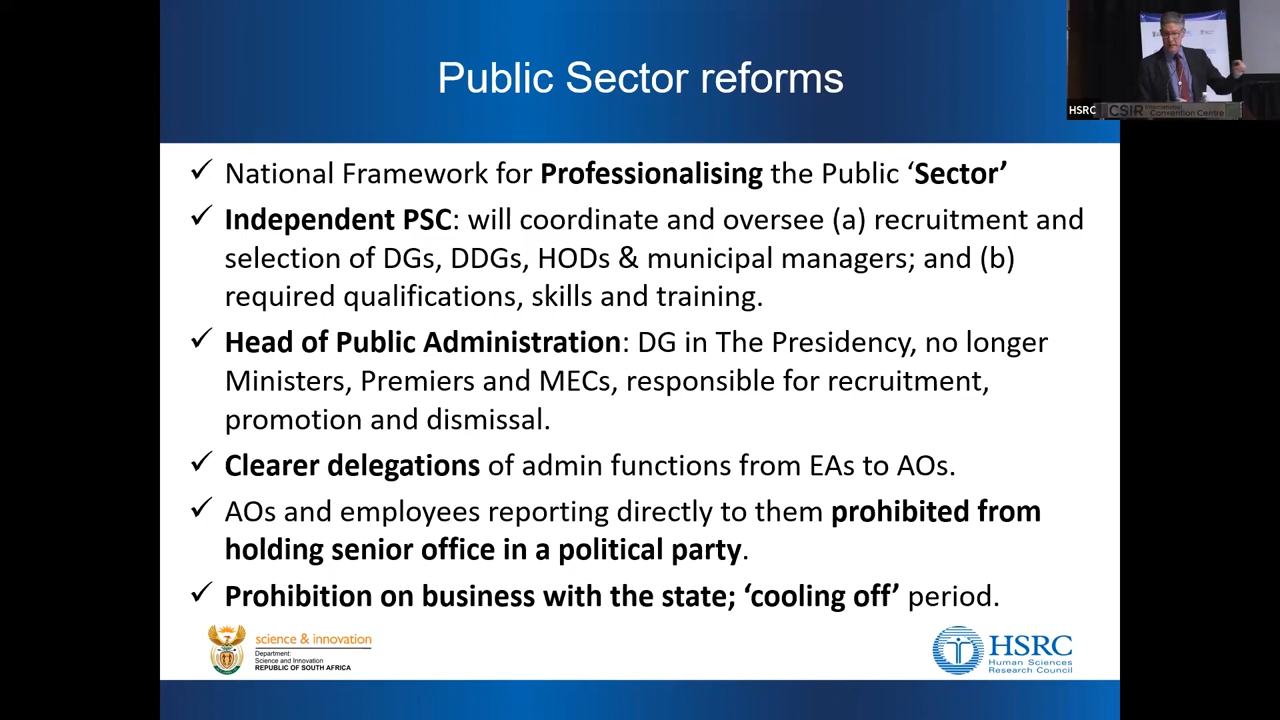 Public Sector reforms
HSRC
CSIR International
Convention Centre
✓ National Framework for Professionalising the Public ‘Sector’
✓ Independent PSC: will coordinate and oversee (a) recruitment and
selection of DGs, DDGs, HODs & municipal managers; and (b)
required qualifications, skills and training.
✓ Head of Public Administration: DG in The Presidency, no longer
Ministers, Premiers and MECs, responsible for recruitment,
promotion and dismissal.
✓ Clearer delegations of admin functions from EAs to AOs.
✓ AOs and employees reporting directly to them prohibited from
holding senior office in a political party.
✓ Prohibition on business with the state; ‘cooling off’ period.
science & innovation
Department:
Science and Innovation
REPUBLIC OF SOUTH AFRICA
HSRC
Human Sciences
Research Council